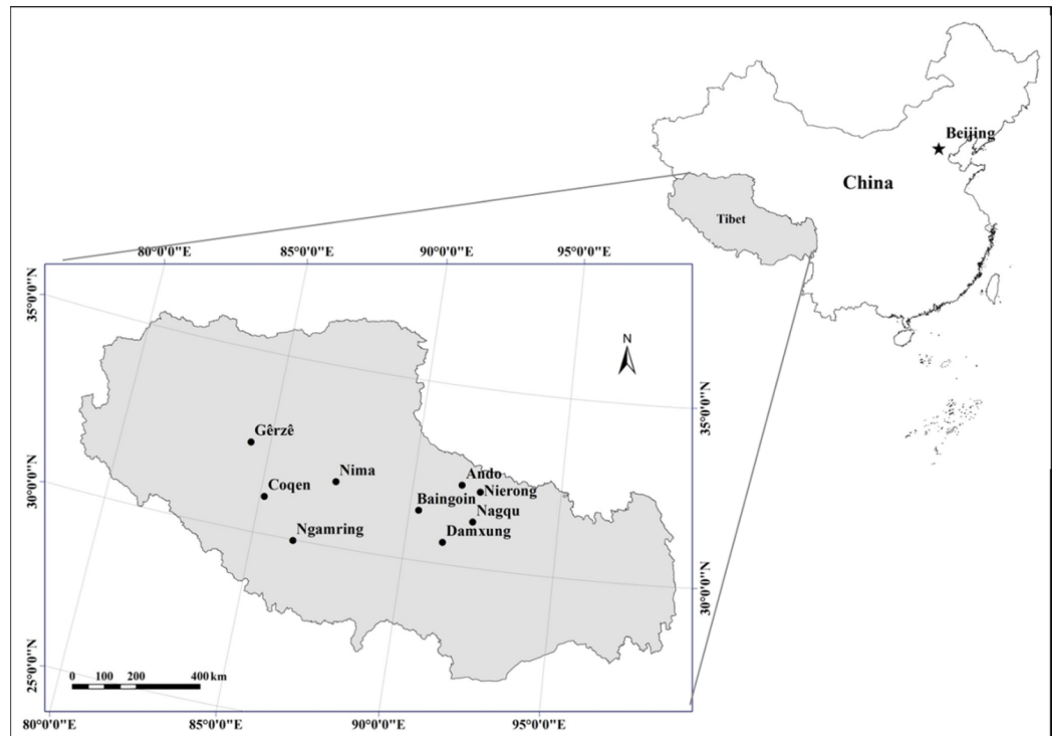 Beijing
China
Tibet
80°0'0"E 85°0'0"E 90°0'0"E 95°0'0"E
35°0'0"N
N
35°0'0"N
Gêrzê
30°0'0"N
Nima
Ando
Coqen
Nierong
Baingoin
Nagqu
Ngamring
Damxung
30°0'0"N
25°0'0"N
0 100 200 400 km
80°0'0"E 85°0'0"E 90°0'0"E 95°0'0"E